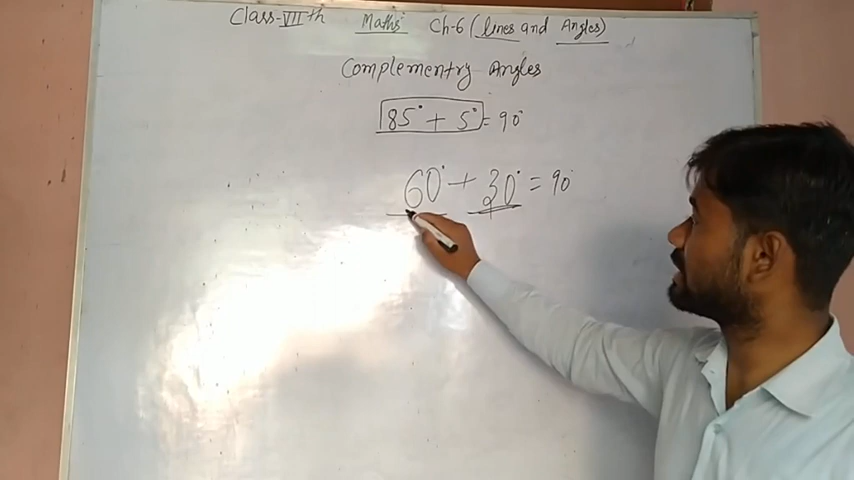 Class-VIIth Maths Ch-6 (lines and Angles)
Complementry Angles
85° + 5° = 90°
60° + 30° = 90°